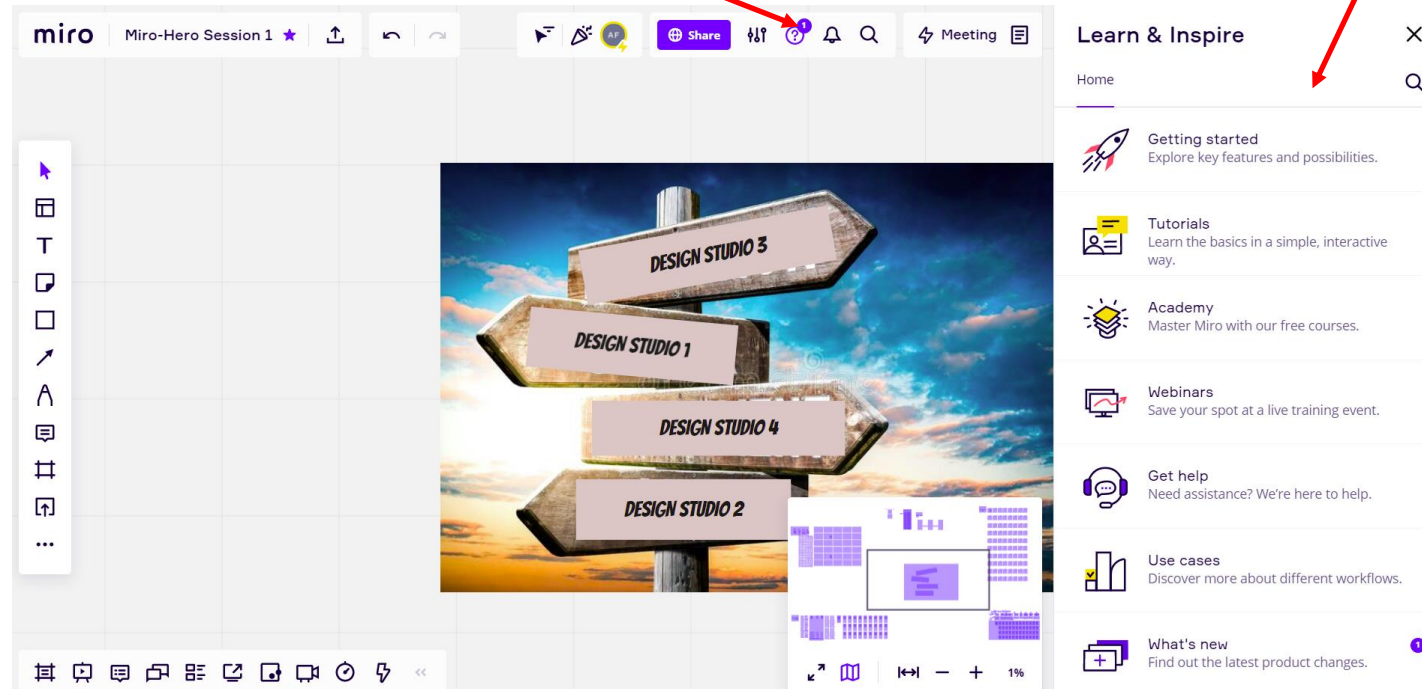 miro
Miro-Hero Session 1
AF
Share
1
Meeting
DESIGN STUDIO 3
DESIGN STUDIO 1
DESIGN STUDIO 4
DESIGN STUDIO 2
1%
Learn & Inspire
Home
Getting started
Explore key features and possibilities.
Tutorials
Learn the basics in a simple, interactive
way.
Academy
Master Miro with our free courses.
Webinars
Save your spot at a live training event.
Get help
Need assistance? We're here to help.
Use cases
Discover more about different workflows.
What's new
1
Find out the latest product changes.